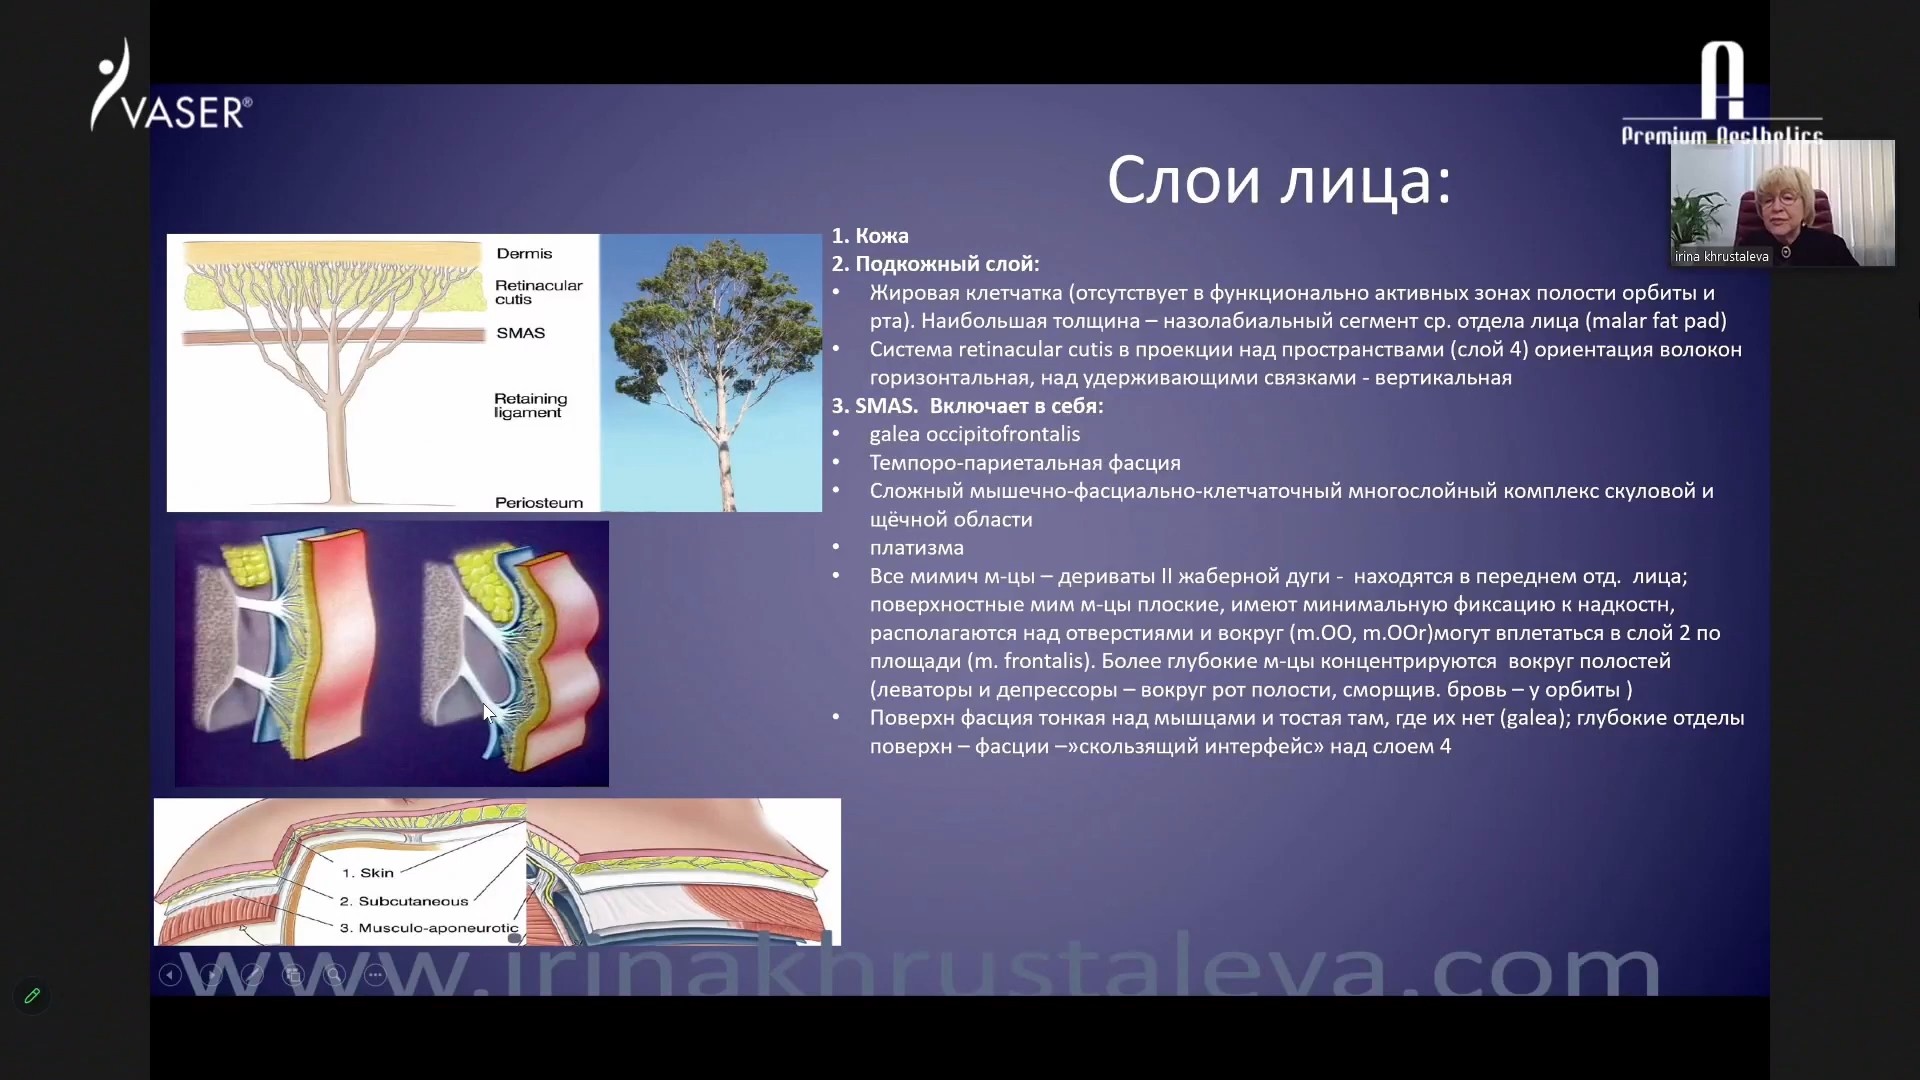 VASER®
Premium Aesthetics
Слои лица:
irina khrustaleva
Dermis
Retinacular
cutis
SMAS
Retaining
ligament
Periosteum
1. Кожа
2. Подкожный слой:
• Жировая клетчатка (отсутствует в функционально активных зонах полости орбиты и
рта). Наибольшая толщина – назолабиальный сегмент ср. отдела лица (malar fat pad)
• Система retinacular cutis в проекции над пространствами (слой 4) ориентация волокон
горизонтальная, над удерживающими связками - вертикальная
3. SMAS. Включает в себя:
• galea occipitofrontalis
• Темпоро-париетальная фасция
• Сложный мышечно-фасциально-клетчаточный многослойный комплекс скуловой и
щёчной области
• платизма
• Все мимич м-цы – дериваты II жаберной дуги - находятся в переднем отд. лица;
поверхностные мим м-цы плоские, имеют минимальную фиксацию к надкостн,
располагаются над отверстиями и вокруг (m.OO, m.OOr)могут вплетаться в слой 2 по
площади (m. frontalis). Более глубокие м-цы концентрируются вокруг полостей
(леваторы и депрессоры – вокруг рот полости, сморщив. бровь – у орбиты )
• Поверхн фасция тонкая над мышцами и тостая там, где их нет (galea); глубокие отделы
поверхн – фасции –»скользящий интерфейс» над слоем 4
1. Skin
2. Subcutaneous
3. Musculo-aponeurotic
www.irinakhrustaleva.com